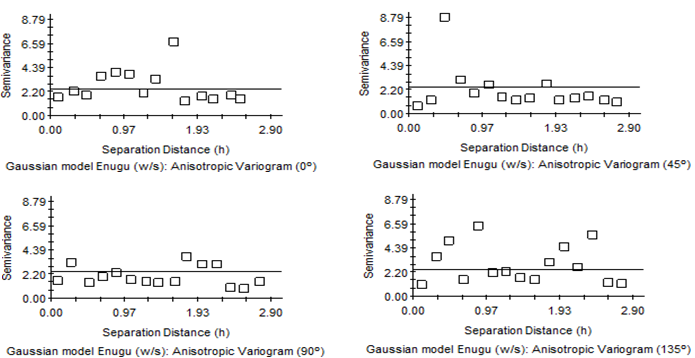 8.79
6.59
4.39
2.20
0.00
Semivariance
0.00 0.97 1.93 2.90
Separation Distance (h)
Gaussian model Enugu (w/s): Anisotropic Variogram (0º)
8.79
6.59
4.39
2.20
0.00
Semivariance
0.00 0.97 1.93 2.90
Separation Distance (h)
Gaussian model Enugu (w/s): Anisotropic Variogram (45º)
8.79
6.59
4.39
2.20
0.00
Semivariance
0.00 0.97 1.93 2.90
Separation Distance (h)
Gaussian model Enugu (w/s): Anisotropic Variogram (90º)
8.79
6.59
4.39
2.20
0.00
Semivariance
0.00 0.97 1.93 2.90
Separation Distance (h)
Gaussian model Enugu (w/s): Anisotropic Variogram (135º)